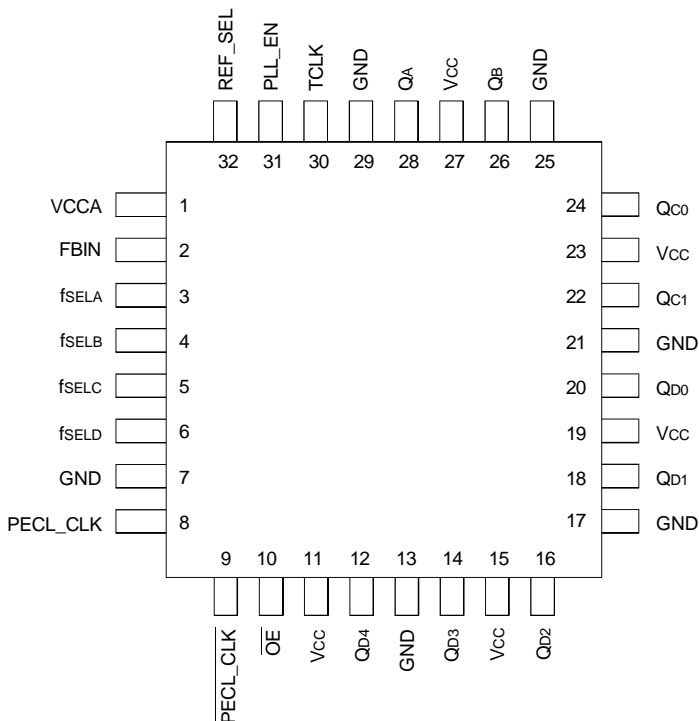 REF_SEL PLL_EN TCLK GND QA VCC QB GND
32 31 30 29 28 27 26 25
VCCA 1 24 QC0
FBIN 2 23 VCC
fSELA 3 22 QC1
fSELB 4 21 GND
fSELC 5 20 QD0
fSELD 6 19 VCC
GND 7 18 QD1
PECL_CLK 8 17 GND
9 10 11 12 13 14 15 16
PECL_CLK OE VCC QD4 GND QD3 VCC QD2